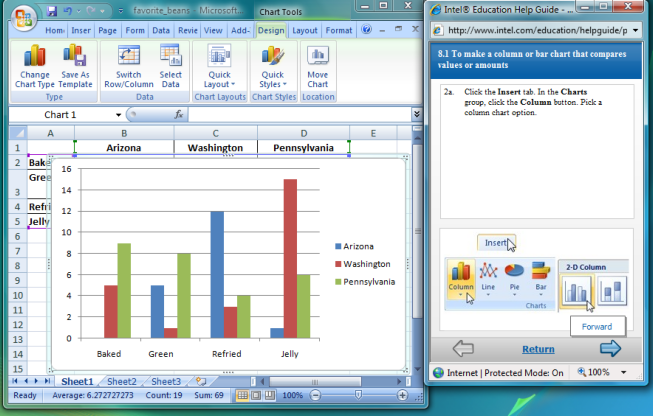 favorite_beans - Microsoft...
Chart Tools
Home Inser Page Form Data Revie View Add- Design Layout Format
Change Chart Type
Save As Template
Switch Row/Column
Select Data
Quick Layout
Quick Styles
Move Chart
Type
Data
Chart Layouts
Chart Styles
Location
Chart 1
fx
A B C D E
1 Arizona Washington Pennsylvania
2 Bake
Gree
3
4 Refri
5 Jelly
6
7
8
9
10
11
12
13
14
15
16
14
12
10
8
6
4
2
0
Baked Green Refried Jelly
Arizona
Washington
Pennsylvania
Sheet1 Sheet2 Sheet3
Ready Average: 6.272727273 Count: 19 Sum: 69 100%
Intel® Education Help Guide - ...
http://www.intel.com/education/helpguide/p
8.1 To make a column or bar chart that compares
values or amounts
2a. Click the Insert tab. In the Charts
group, click the Column button. Pick a
column chart option.
Insert
Column Line Pie Bar
Charts
2-D Column
Forward
Return
Internet | Protected Mode: On 100%